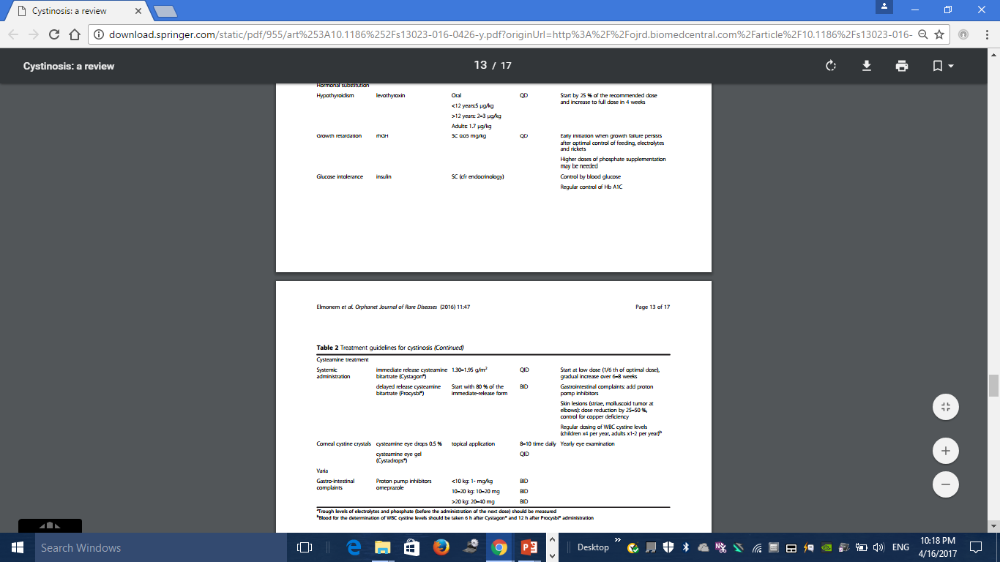 Cystinosis: a review
download.springer.com/static/pdf/955/art%253A10.1186%252Fs13023-016-0426-y.pdf?originUrl=http%3A%2F%2Fojrd.biomedcentral.com%2Farticle%2F10.1186%2Fs13023-016-
Cystinosis: a review 13 / 17
Hormonal substitution
Hypothyroidism levothyroxin Oral QD Start by 25 % of the recommended dose
and increase to full dose in 4 weeks
<12 years:5 μg/kg
>12 years: 2–3 μg/kg
Adults: 1.7 μg/kg
Growth retardation rhGH SC 0.05 mg/kg QD Early initiation when growth failure persists
after optimal control of feeding, electrolytes
and rickets
Higher doses of phosphate supplementation
may be needed
Glucose intolerance insulin SC (cfr endocrinology) Control by blood glucose
Regular control of Hb A1C
Elmonem et al. Orphanet Journal of Rare Diseases (2016) 11:47 Page 13 of 17
Table 2 Treatment guidelines for cystinosis (Continued)
Cysteamine treatment
Systemic immediate release cysteamine 1.30–1.95 g/m² QID Start at low dose (1/6 th of optimal dose),
administration bitartrate (Cystagon®) gradual increase over 6–8 weeks
delayed release cysteamine Start with 80 % of the BID Gastrointestinal complaints: add proton
bitartrate (Procysbi®) immediate-release form pump inhibitors
Skin lesions (striae, molluscoid tumor at
elbows): dose reduction by 25–50 %,
control for copper deficiency
Regular dosing of WBC cystine levels
(children x4 per year, adults x1-2 per year)ᵇ
Corneal cystine crystals cysteamine eye drops 0.5 % topical application 8–10 time daily Yearly eye examination
cysteamine eye gel QID
(Cystadrops®)
Varia
Gastro-intestinal Proton pump inhibitors <10 kg: 1- mg/kg BID
complaints omeprazole
10–20 kg: 10–20 mg BID
>20 kg: 20–40 mg BID
ᵃTrough levels of electrolytes and phosphate (before the administration of the next dose) should be measured
ᵇBlood for the determination of WBC cystine levels should be taken 6 h after Cystagon® and 12 h after Procysbi® administration
Search Windows Desktop ENG 10:18 PM
4/16/2017